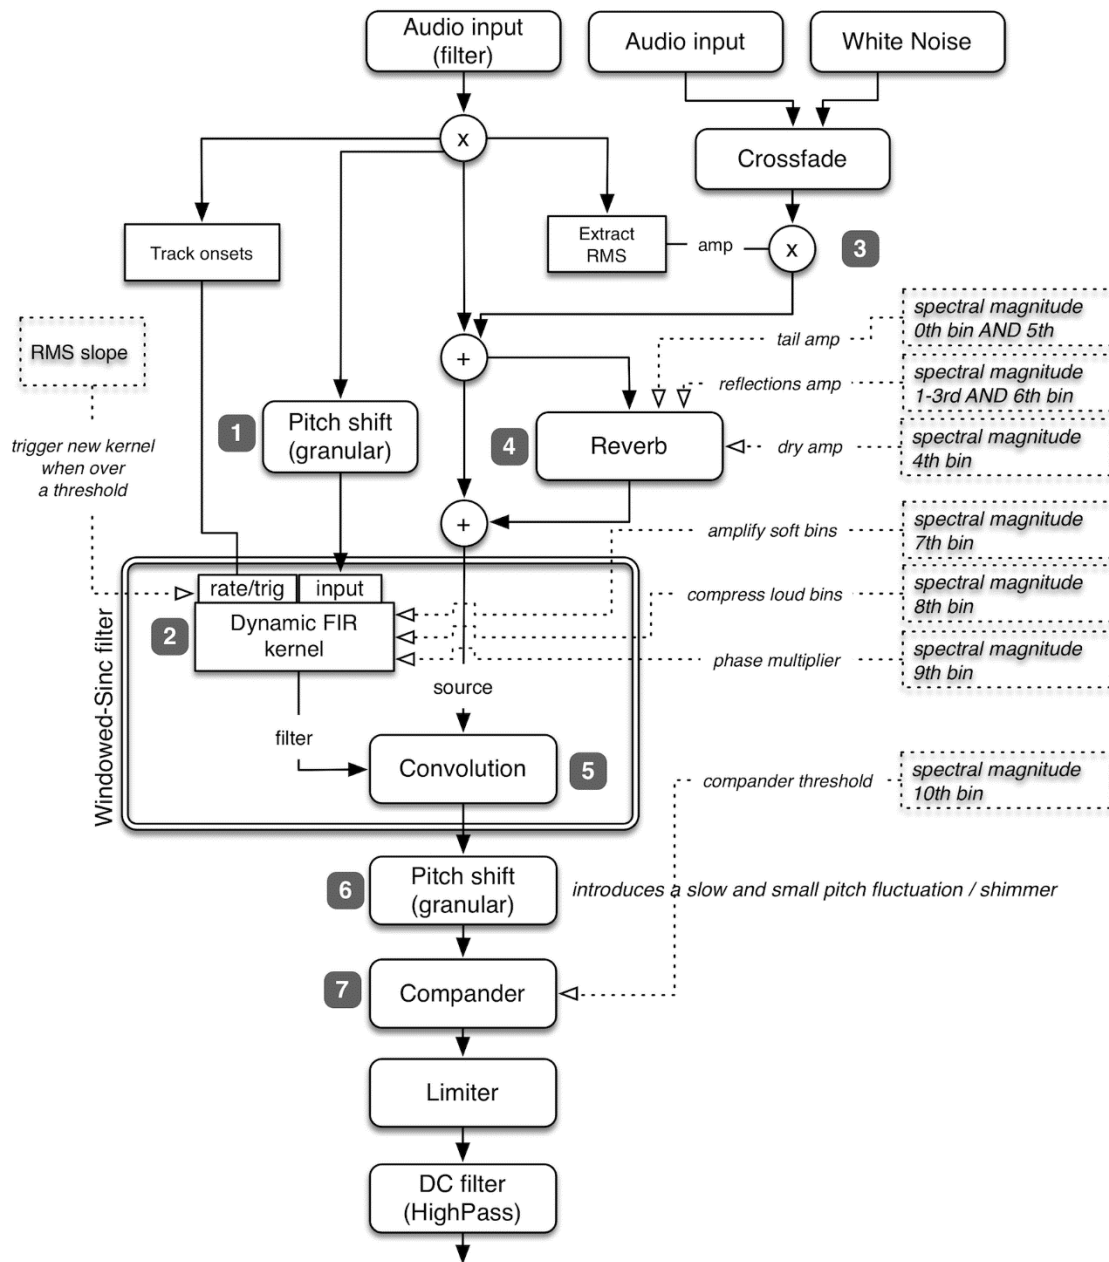 Audio input
(filter)
Audio input
White Noise
x
Crossfade
Track onsets
Extract
RMS
amp
x
3
spectral magnitude
0th bin AND 5th
tail amp
RMS slope
+
spectral magnitude
1-3rd AND 6th bin
reflections amp
1
Pitch shift
(granular)
4
Reverb
dry amp
spectral magnitude
4th bin
trigger new kernel
when over
a threshold
+
amplify soft bins
spectral magnitude
7th bin
rate/trig
input
compress loud bins
spectral magnitude
8th bin
2
Dynamic FIR
kernel
phase multiplier
spectral magnitude
9th bin
source
Windowed-Sinc filter
filter
Convolution
5
compander threshold
spectral magnitude
10th bin
6
Pitch shift
(granular)
introduces a slow and small pitch fluctuation / shimmer
7
Compander
Limiter
DC filter
(HighPass)